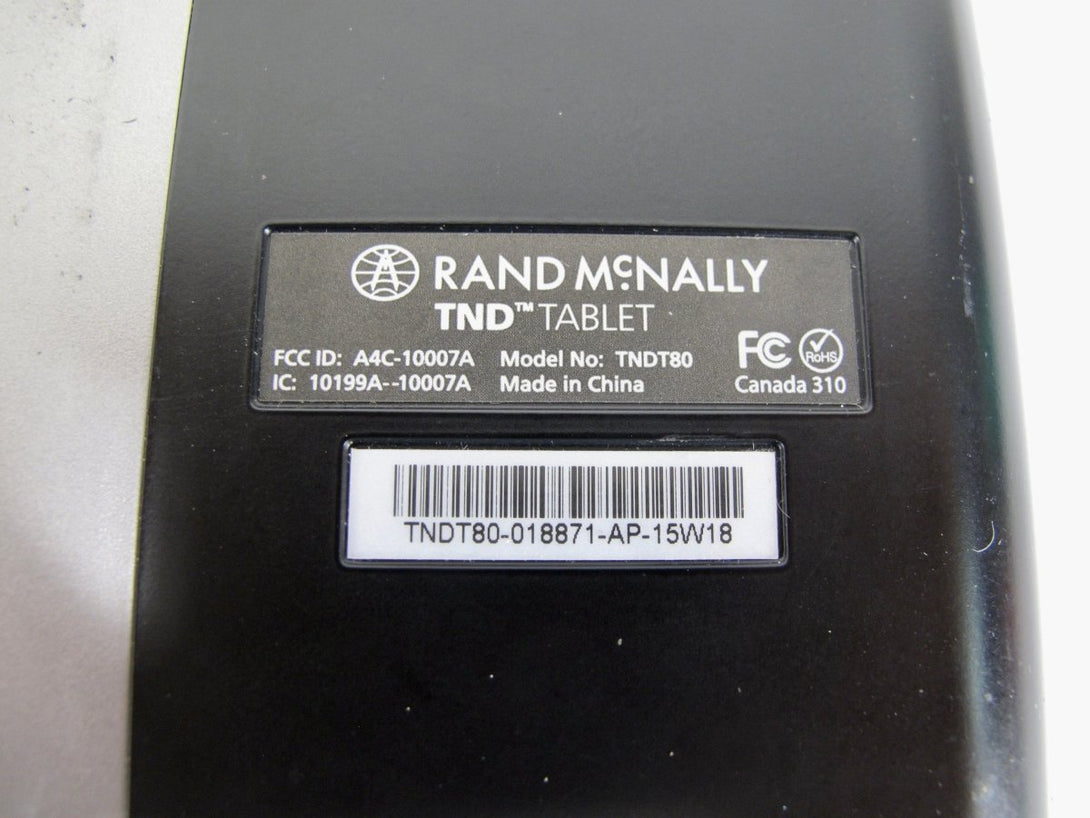 RAND McNALLY
TND™ TABLET
FCC ID: A4C-10007A Model No: TNDT80
IC: 10199A--10007A Made in China
FC RoHS
Canada 310
TNDT80-018871-AP-15W18